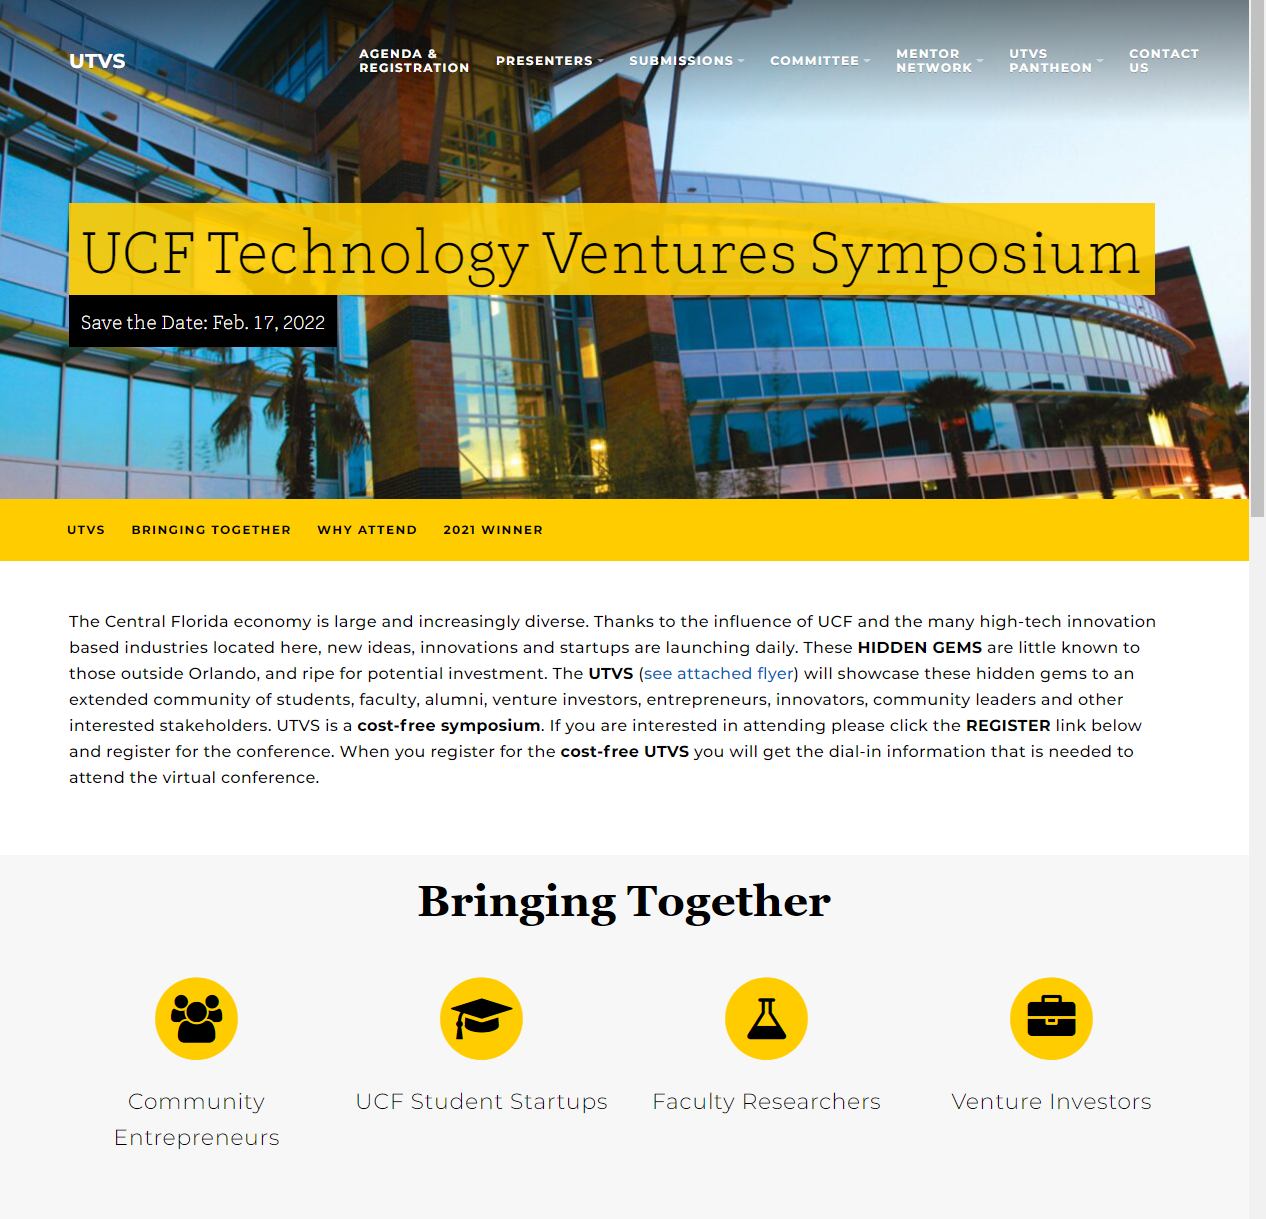 UTVS
AGENDA &
REGISTRATION
PRESENTERS
SUBMISSIONS
COMMITTEE
MENTOR
NETWORK
UTVS
PANTHEON
CONTACT
US
UCF Technology Ventures Symposium
Save the Date: Feb. 17, 2022
UTVS
BRINGING TOGETHER
WHY ATTEND
2021 WINNER
The Central Florida economy is large and increasingly diverse. Thanks to the influence of UCF and the many high-tech innovation
based industries located here, new ideas, innovations and startups are launching daily. These HIDDEN GEMS are little known to
those outside Orlando, and ripe for potential investment. The UTVS (see attached flyer) will showcase these hidden gems to an
extended community of students, faculty, alumni, venture investors, entrepreneurs, innovators, community leaders and other
interested stakeholders. UTVS is a cost-free symposium. If you are interested in attending please click the REGISTER link below
and register for the conference. When you register for the cost-free UTVS you will get the dial-in information that is needed to
attend the virtual conference.
Bringing Together
Community
Entrepreneurs
UCF Student Startups
Faculty Researchers
Venture Investors